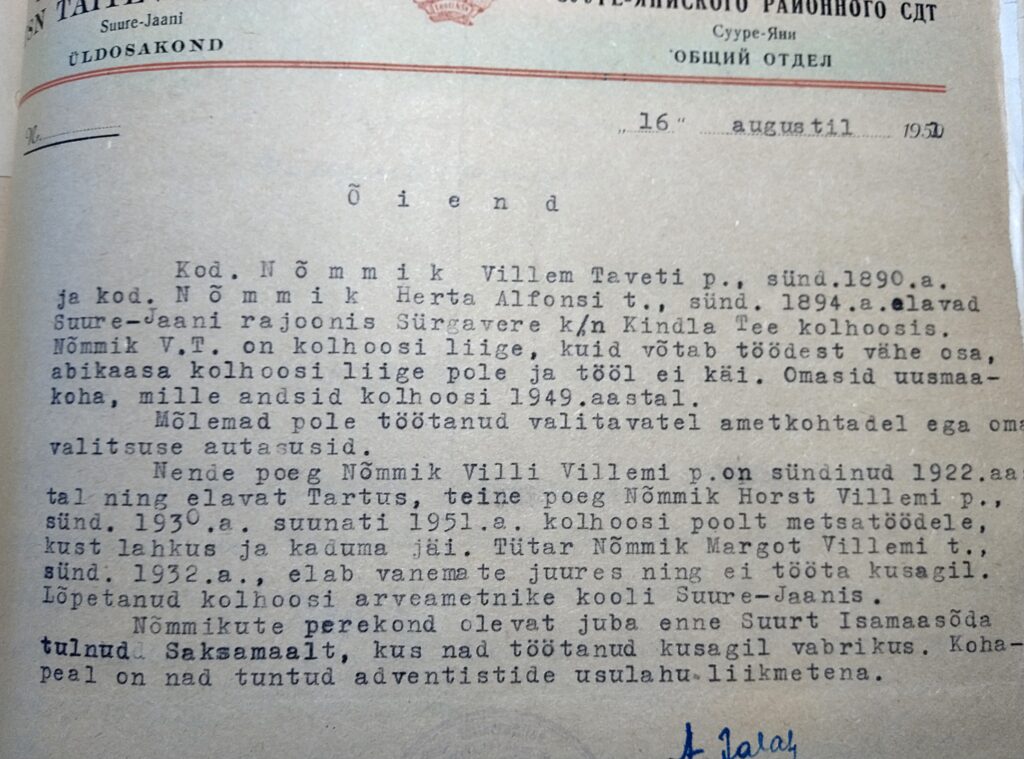 SN
Suure-Jaani
ÜLDOSAKOND
РАЙОННОГО СДТ
Сууре-Яни
ОБЩИЙ ОТДЕЛ
"16" augustil 1951
Õiend
Kod. Nõmmik Villem Taveti p., sünd.1890.a.
ja kod. Nõmmik Herta Alfonsi t., sünd. 1894.a.elavad
Suure-Jaani rajoonis Sürgavere k/n Kindla Tee kolhoosis.
Nõmmik V.T. on kolhoosi liige, kuid võtab töödest vähe osa,
abikaasa kolhoosi liige pole ja tööl ei käi. Omasid uusmaa-
koha, mille andsid kolhoosi 1949.aastal.
Mõlemad pole töötanud valitavatel ametkohtadel ega oma
valitsuse autasusid.
Nende poeg Nõmmik Villi Villemi p.on sündinud 1922.aas
tal ning elavat Tartus, teine poeg Nõmmik Horst Villemi p.,
sünd. 1930.a. suunati 1951.a. kolhoosi poolt metsatöödele,
kust lahkus ja kaduma jäi. Tütar Nõmmik Margot Villemi t.,
sünd. 1932.a., elab vanemate juures ning ei tööta kusagil.
Lõpetanud kolhoosi arveametnike kooli Suure-Jaanis.
Nõmmikute perekond olevat juba enne Suurt Isamaasõda
tulnud Saksamaalt, kus nad töötanud kusagil vabrikus. Koha-
peal on nad tuntud adventistide usulahu liikmetena.